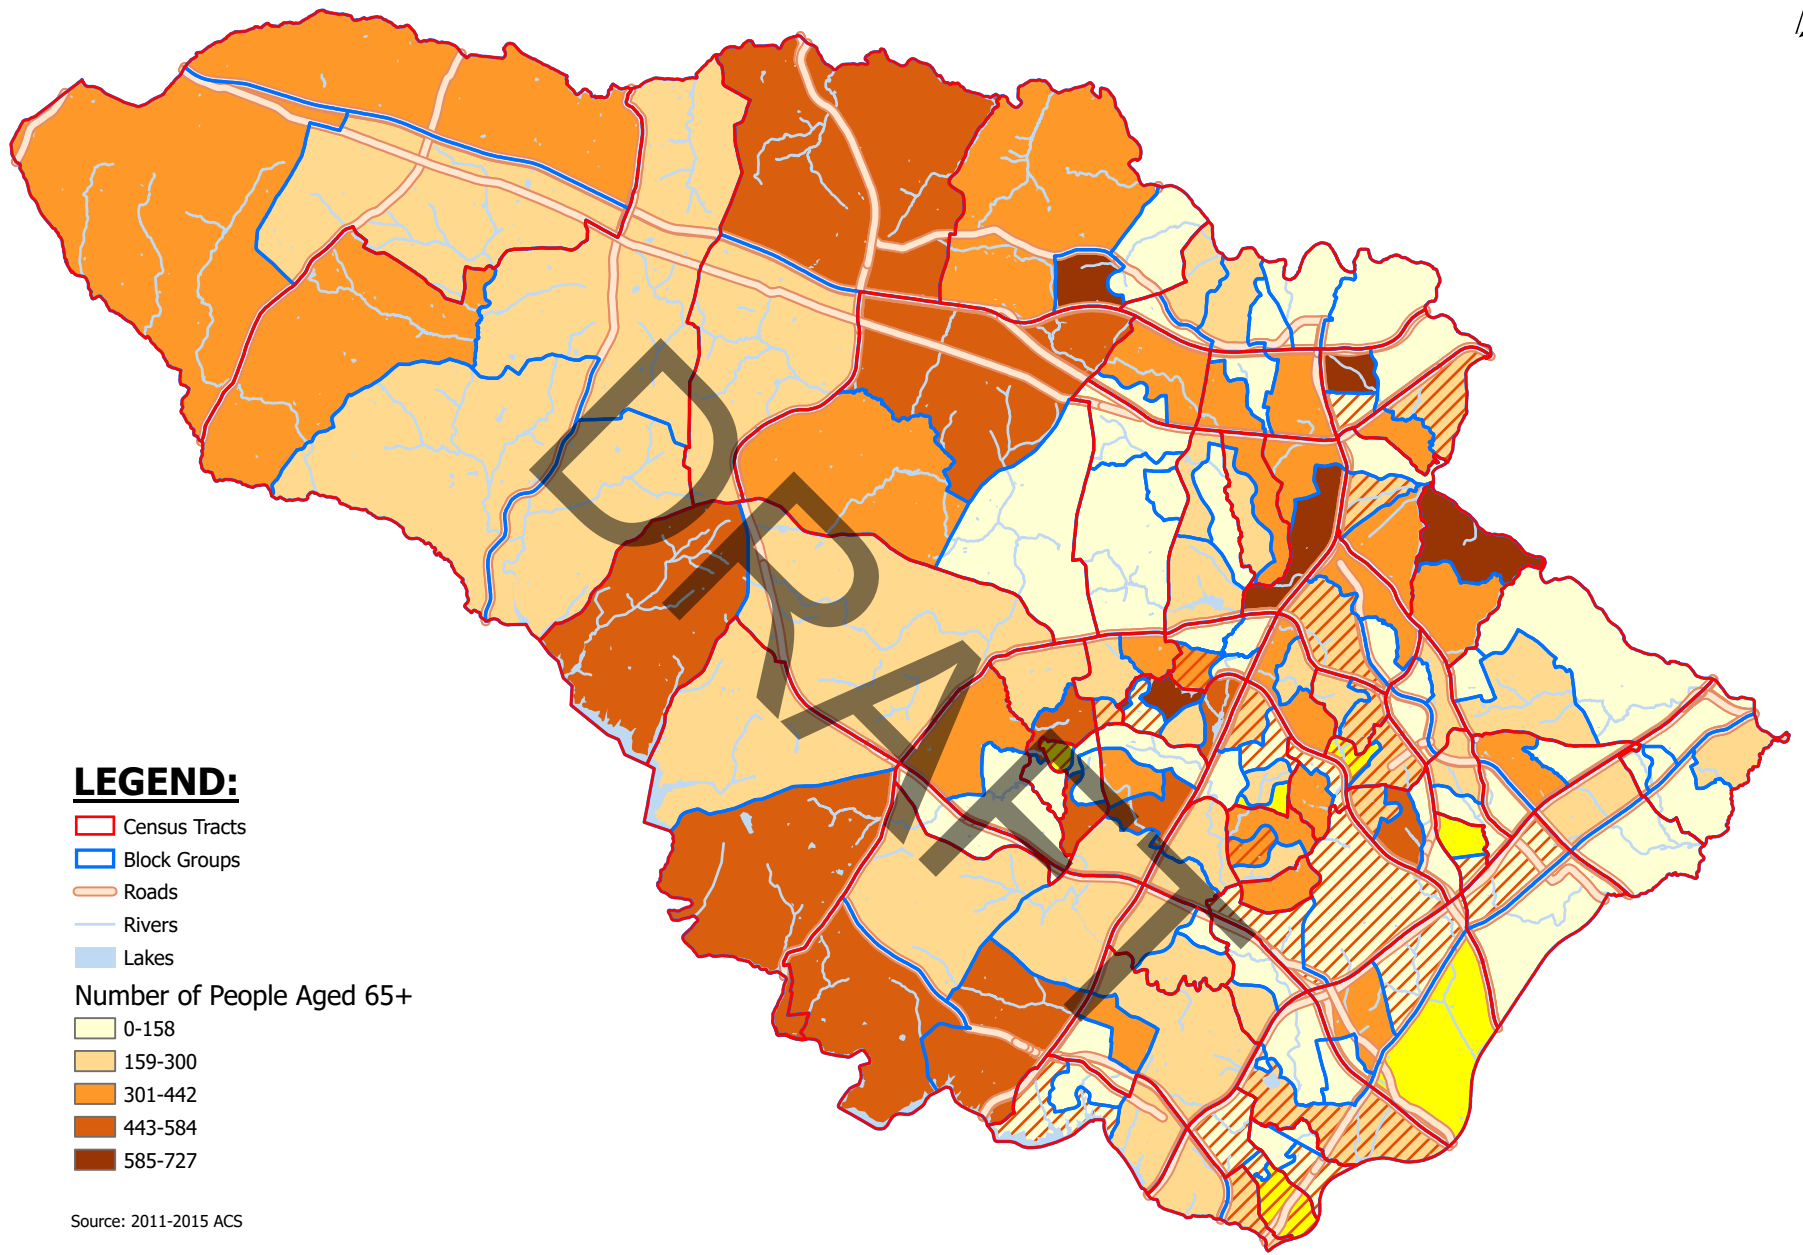 DRAFT
LEGEND:
Census Tracts
Block Groups
Roads
Rivers
Lakes
Number of People Aged 65+
0-158
159-300
301-442
443-584
585-727
Source: 2011-2015 ACS